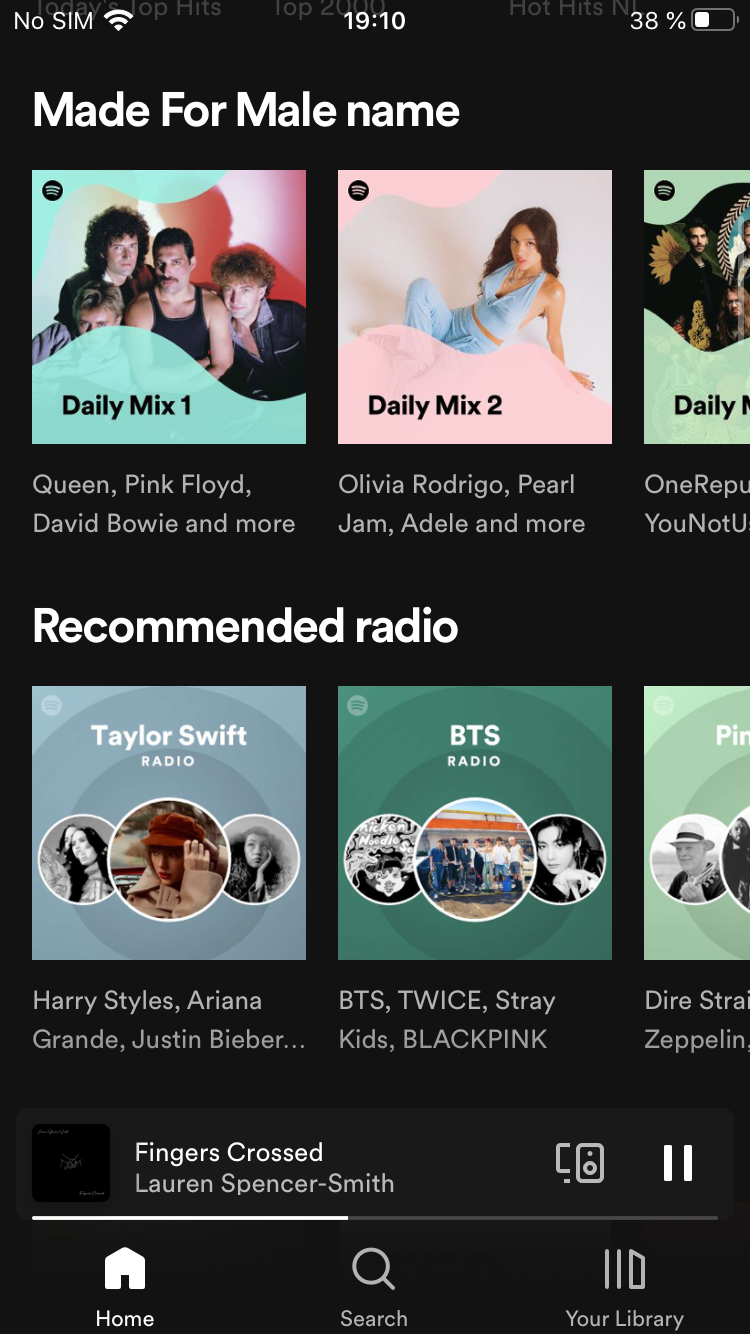 Today's Top Hits Top 2000 Hot Hits NL
No SIM 19:10 38 %
Made For Male name
Daily Mix 1
Daily Mix 2
Daily M
Queen, Pink Floyd,
David Bowie and more
Olivia Rodrigo, Pearl
Jam, Adele and more
OneRepu
YouNotUs
Recommended radio
Taylor Swift
RADIO
Chicken
Noodle
BTS
RADIO
Pin
Harry Styles, Ariana
Grande, Justin Bieber...
BTS, TWICE, Stray
Kids, BLACKPINK
Dire Strai
Zeppelin,
Fingers Crossed
Lauren Spencer-Smith
Home
Search
Your Library